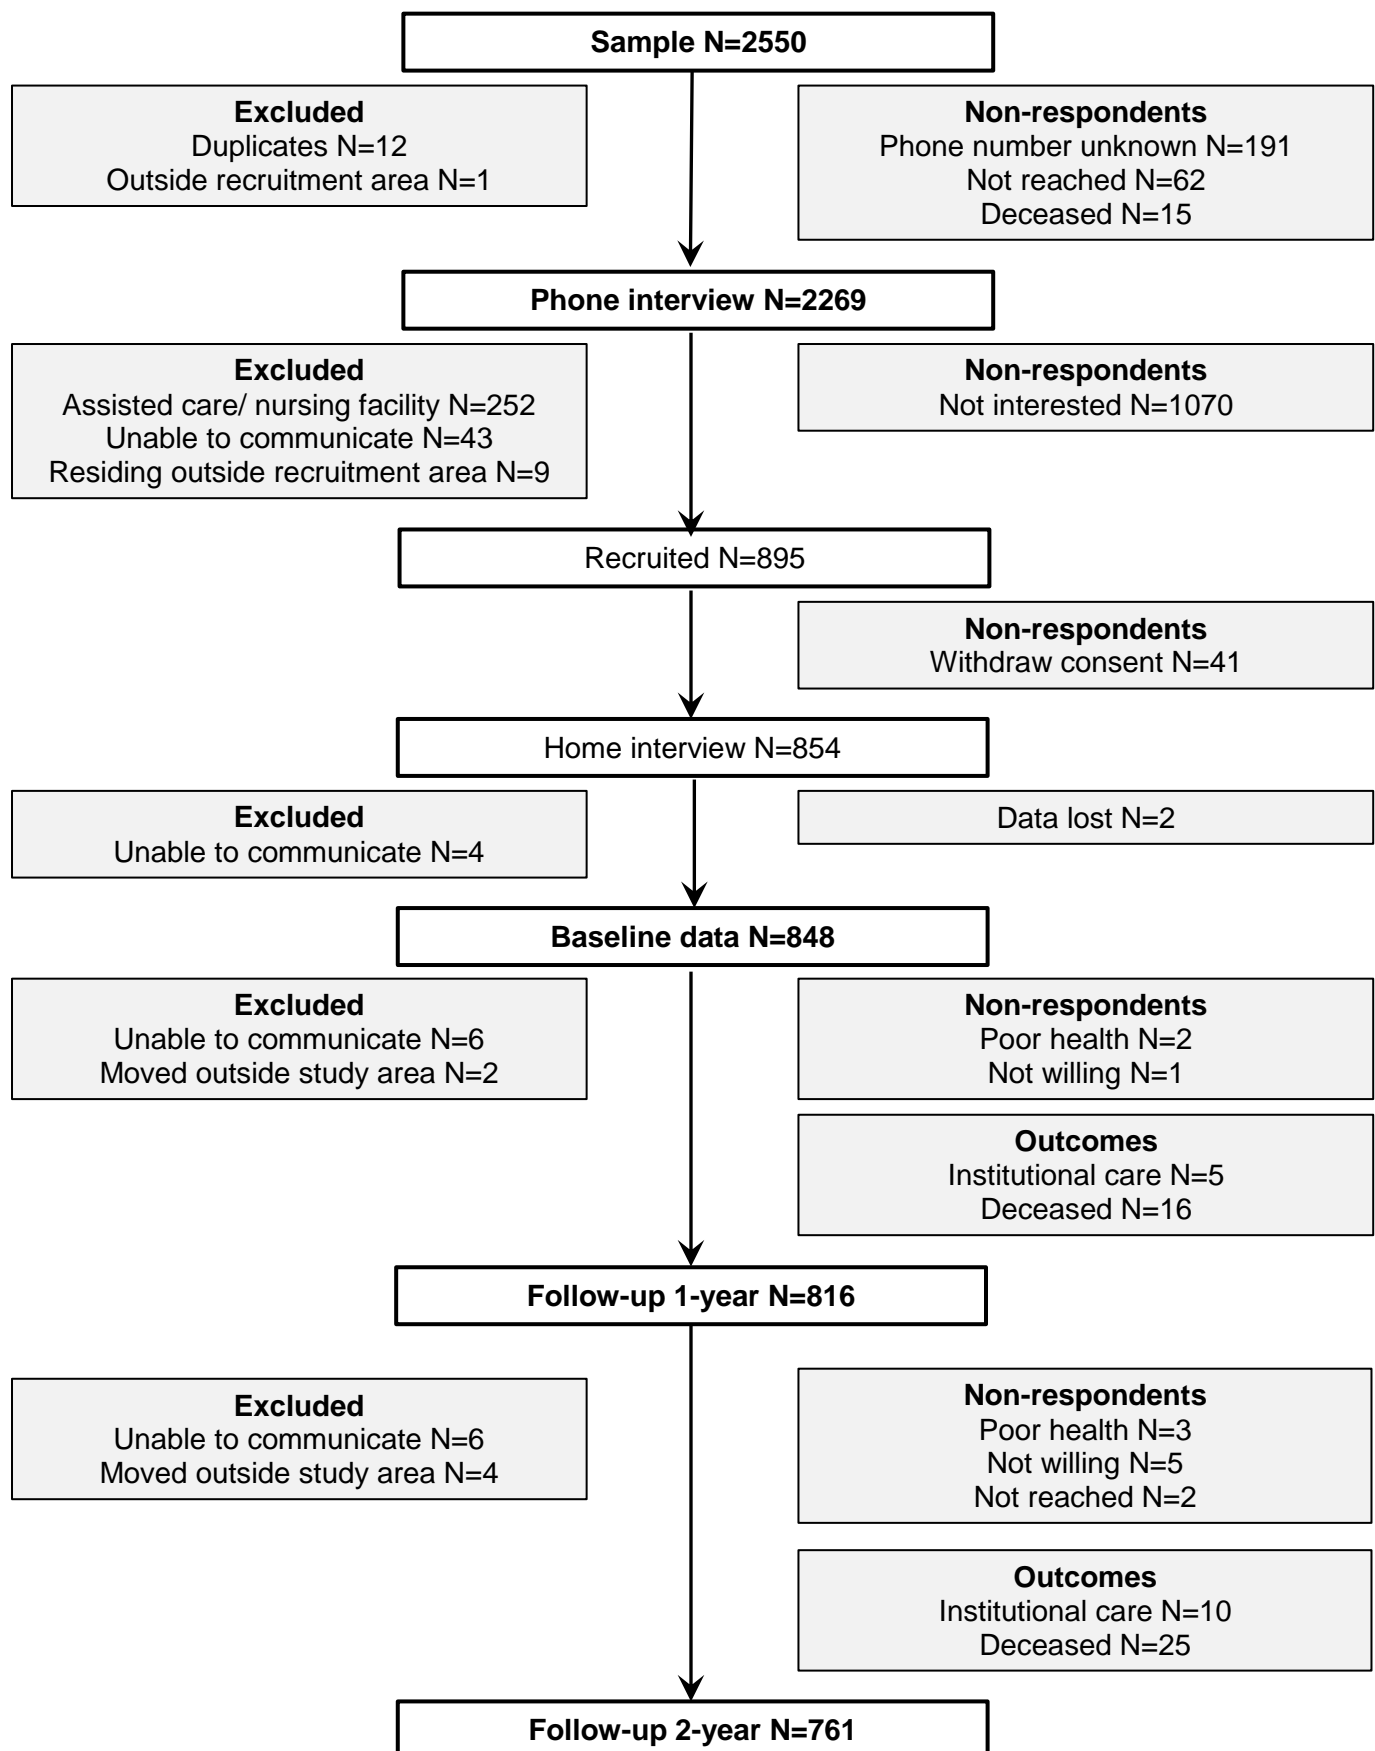 Sample N=2550
Excluded
Duplicates N=12
Outside recruitment area N=1
Non-respondents
Phone number unknown N=191
Not reached N=62
Deceased N=15
Phone interview N=2269
Excluded
Assisted care/ nursing facility N=252
Unable to communicate N=43
Residing outside recruitment area N=9
Non-respondents
Not interested N=1070
Recruited N=895
Non-respondents
Withdraw consent N=41
Home interview N=854
Excluded
Unable to communicate N=4
Data lost N=2
Baseline data N=848
Excluded
Unable to communicate N=6
Moved outside study area N=2
Non-respondents
Poor health N=2
Not willing N=1
Outcomes
Institutional care N=5
Deceased N=16
Follow-up 1-year N=816
Excluded
Unable to communicate N=6
Moved outside study area N=4
Non-respondents
Poor health N=3
Not willing N=5
Not reached N=2
Outcomes
Institutional care N=10
Deceased N=25
Follow-up 2-year N=761